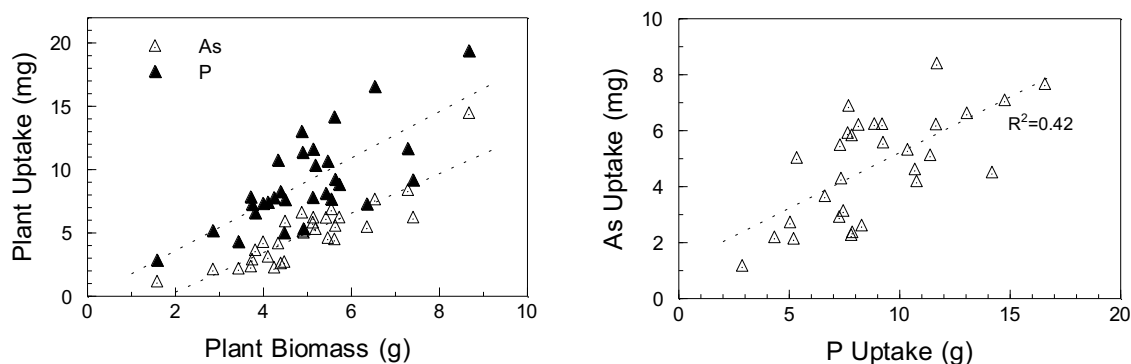 As
P
Plant Uptake (mg)
20
15
10
5
0
0 2 4 6 8 10
Plant Biomass (g)
As Uptake (mg)
10
8
6
4
2
0
R²=0.42
0 5 10 15 20
P Uptake (g)